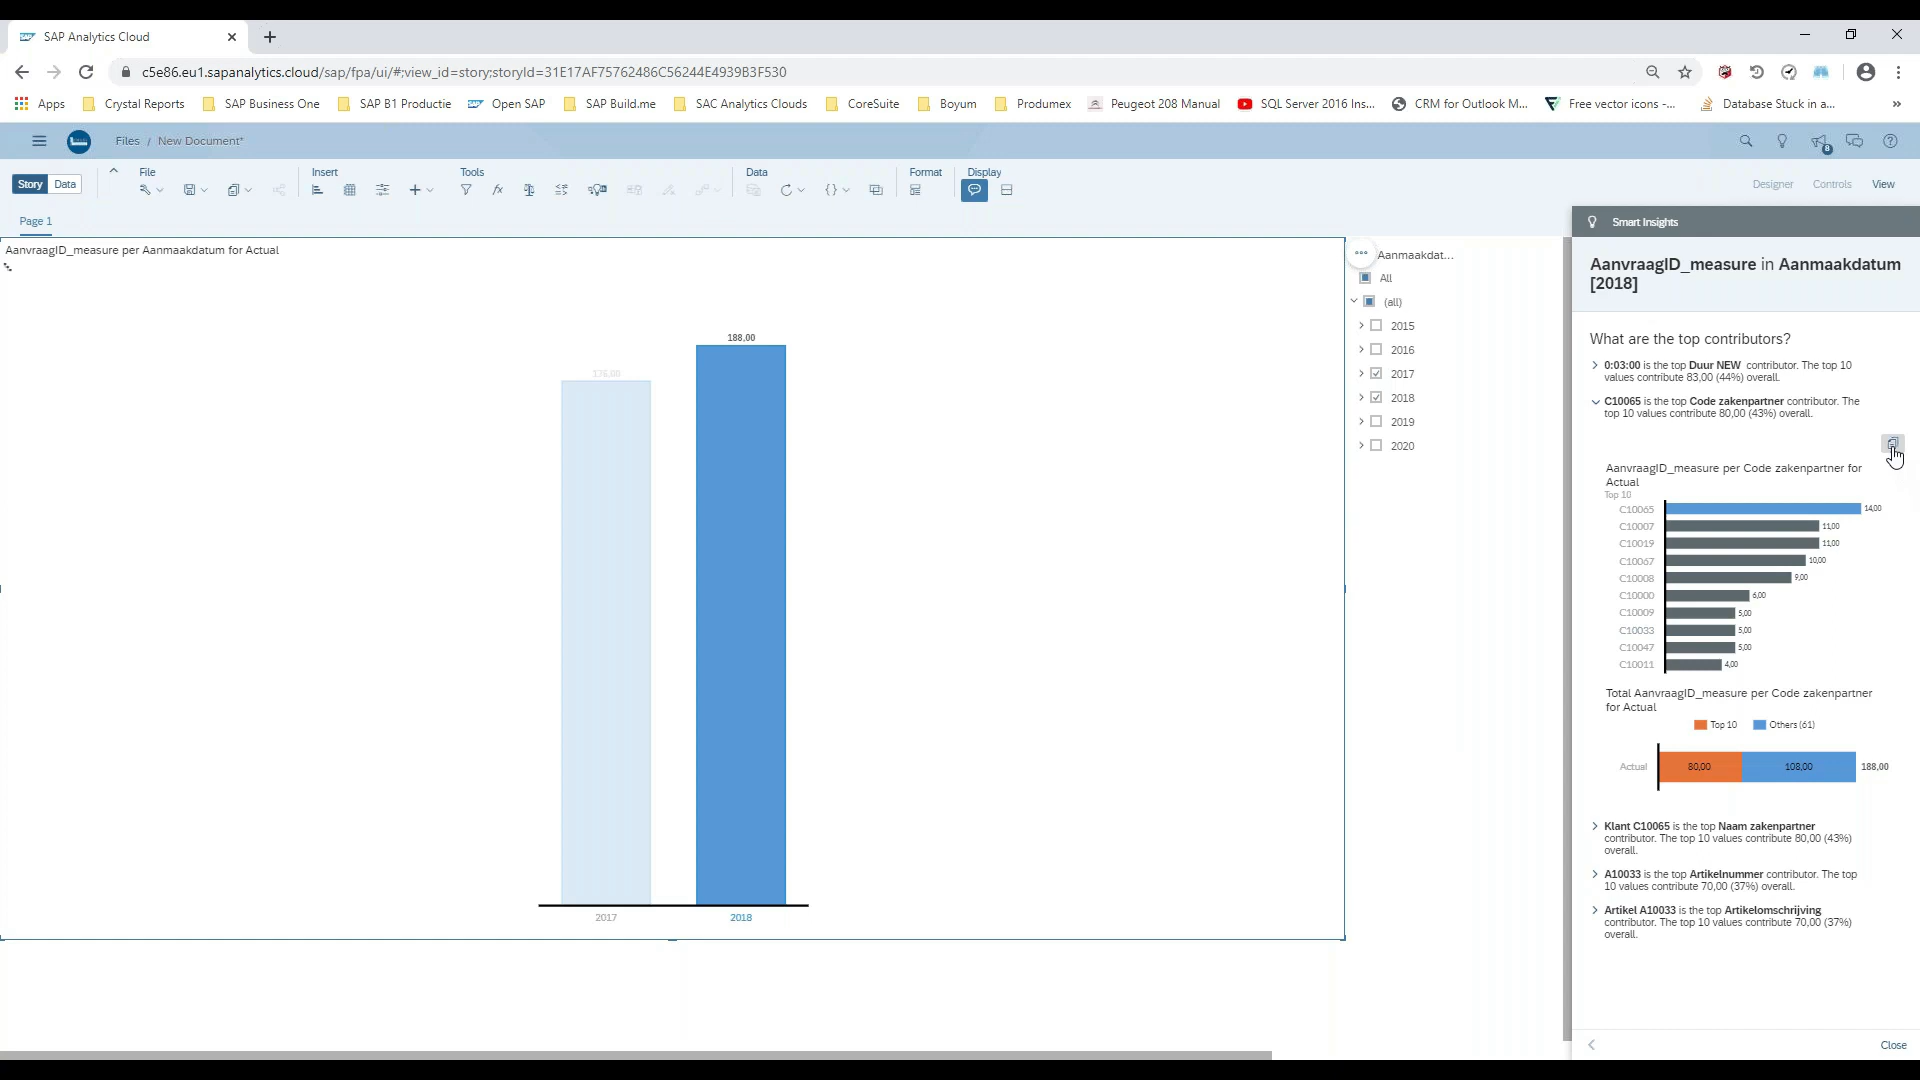 SAP Analytics Cloud
c5e86.eu1.sapanalytics.cloud/sap/fpa/ui/#;view_id=story;storyId=31E17AF75762486C56244E4939B3F530
Apps Crystal Reports SAP Business One SAP B1 Productie Open SAP SAP Build.me SAC Analytics Clouds CoreSuite Boyum Produmex Peugeot 208 Manual SQL Server 2016 Ins... CRM for Outlook M... Free vector icons -... Database Stuck in a... »
Files / New Document*
8
File Insert Tools Data Format Display
Story Data
Designer Controls View
Page 1
AanvraagID_measure per Aanmaakdatum for Actual
176,00
188,00
2017 2018
Aanmaakdat...
All
(all)
2015
2016
2017
2018
2019
2020
Smart Insights
AanvraagID_measure in Aanmaakdatum
[2018]
What are the top contributors?
0:03:00 is the top Duur NEW contributor. The top 10
values contribute 83,00 (44%) overall.
C10065 is the top Code zakenpartner contributor. The
top 10 values contribute 80,00 (43%) overall.
AanvraagID_measure per Code zakenpartner for
Actual
Top 10
C10065 14,00
C10007 11,00
C10019 11,00
C10067 10,00
C10008 9,00
C10000 6,00
C10009 5,00
C10033 5,00
C10047 5,00
C10011 4,00
Total AanvraagID_measure per Code zakenpartner
for Actual
Top 10 Others (61)
Actual 80,00 108,00 188,00
Klant C10065 is the top Naam zakenpartner
contributor. The top 10 values contribute 80,00 (43%)
overall.
A10033 is the top Artikelnummer contributor. The top
10 values contribute 70,00 (37%) overall.
Artikel A10033 is the top Artikelomschrijving
contributor. The top 10 values contribute 70,00 (37%)
overall.
Close